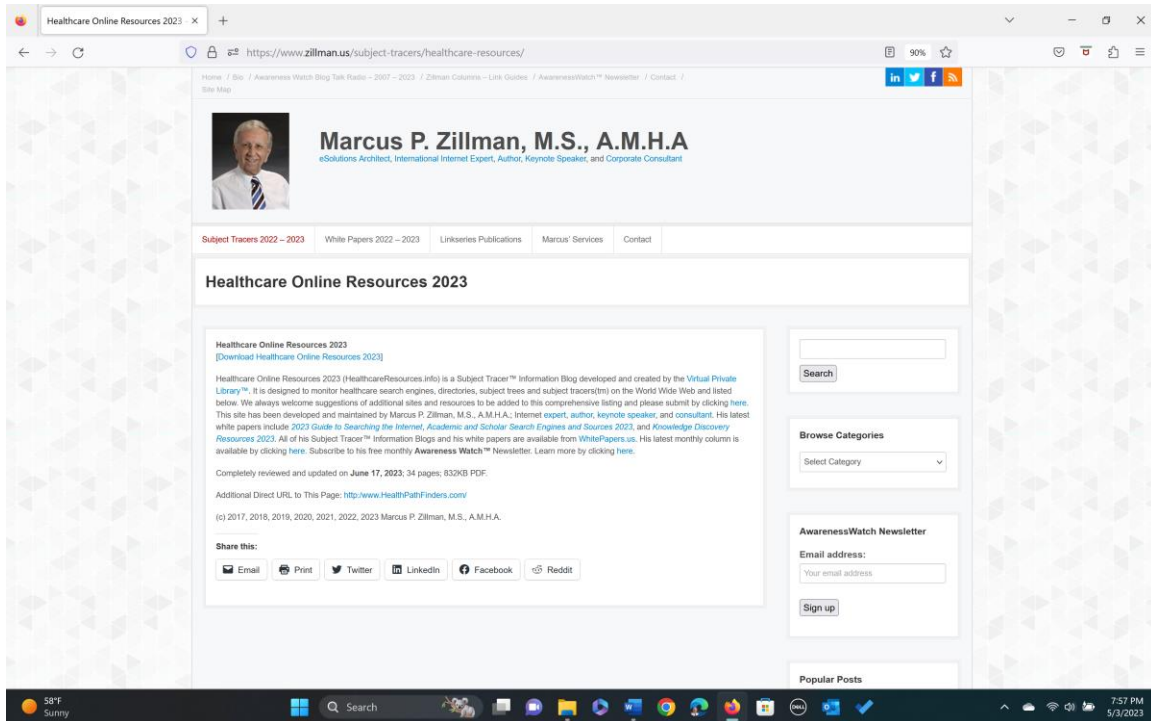 Healthcare Online Resources 2023
https://www.zillman.us/subject-tracers/healthcare-resources/
90%
Home / Bio / Awareness Watch Blog Talk Radio – 2007 – 2023 / Zillman Columns – Link Guides / AwarenessWatch™ Newsletter / Contact /
Site Map
Marcus P. Zillman, M.S., A.M.H.A
eSolutions Architect, International Internet Expert, Author, Keynote Speaker, and Corporate Consultant
Subject Tracers 2022 – 2023 White Papers 2022 – 2023 Linkseries Publications Marcus' Services Contact
Healthcare Online Resources 2023
Healthcare Online Resources 2023
[Download Healthcare Online Resources 2023]
Healthcare Online Resources 2023 (HealthcareResources.info) is a Subject Tracer™ Information Blog developed and created by the Virtual Private
Library™. It is designed to monitor healthcare search engines, directories, subject trees and subject tracers(tm) on the World Wide Web and listed
below. We always welcome suggestions of additional sites and resources to be added to this comprehensive listing and please submit by clicking here.
This site has been developed and maintained by Marcus P. Zillman, M.S., A.M.H.A.; Internet expert, author, keynote speaker, and consultant. His latest
white papers include 2023 Guide to Searching the Internet, Academic and Scholar Search Engines and Sources 2023, and Knowledge Discovery
Resources 2023. All of his Subject Tracer™ Information Blogs and his white papers are available from WhitePapers.us. His latest monthly column is
available by clicking here. Subscribe to his free monthly Awareness Watch™ Newsletter. Learn more by clicking here.
Completely reviewed and updated on June 17, 2023; 34 pages; 832KB PDF.
Additional Direct URL to This Page: http:/www.HealthPathFinders.com/
(c) 2017, 2018, 2019, 2020, 2021, 2022, 2023 Marcus P. Zillman, M.S., A.M.H.A.
Share this:
Email Print Twitter LinkedIn Facebook Reddit
Search
Browse Categories
Select Category
AwarenessWatch Newsletter
Email address:
Your email address
Sign up
Popular Posts
58°F
Sunny
Search
DELL
7:57 PM
5/3/2023